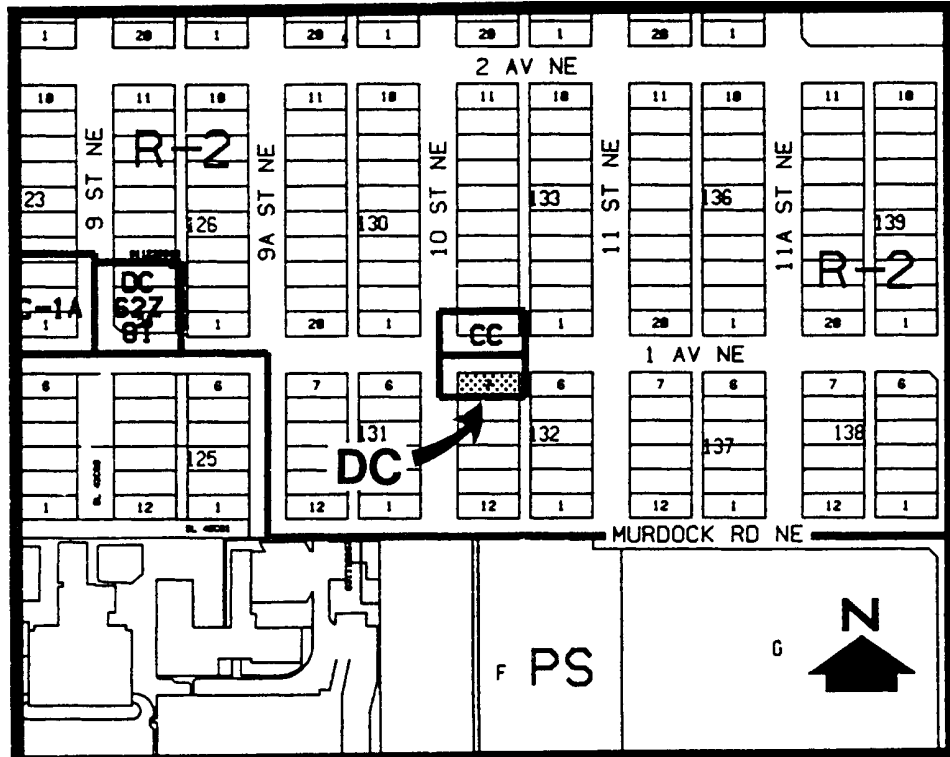 1 20 1 20 1 20 1 20 1
2 AV NE
10 11 10 11 10 11 10 11 10 11 10
9 ST NE
R-2
9A ST NE
10 ST NE
11 ST NE
11A ST NE
23 126 130 133 136 139
R-2
DC
62Z
81
C-1A
1 1 20 1 CC 1 20 1 20 1
1 AV NE
6 6 7 6 6 7 6 7 6
DC
125 131 132 137 138
1 12 1 12 1 12 1 12 1 12 1
MURDOCK RD NE
N
F PS G